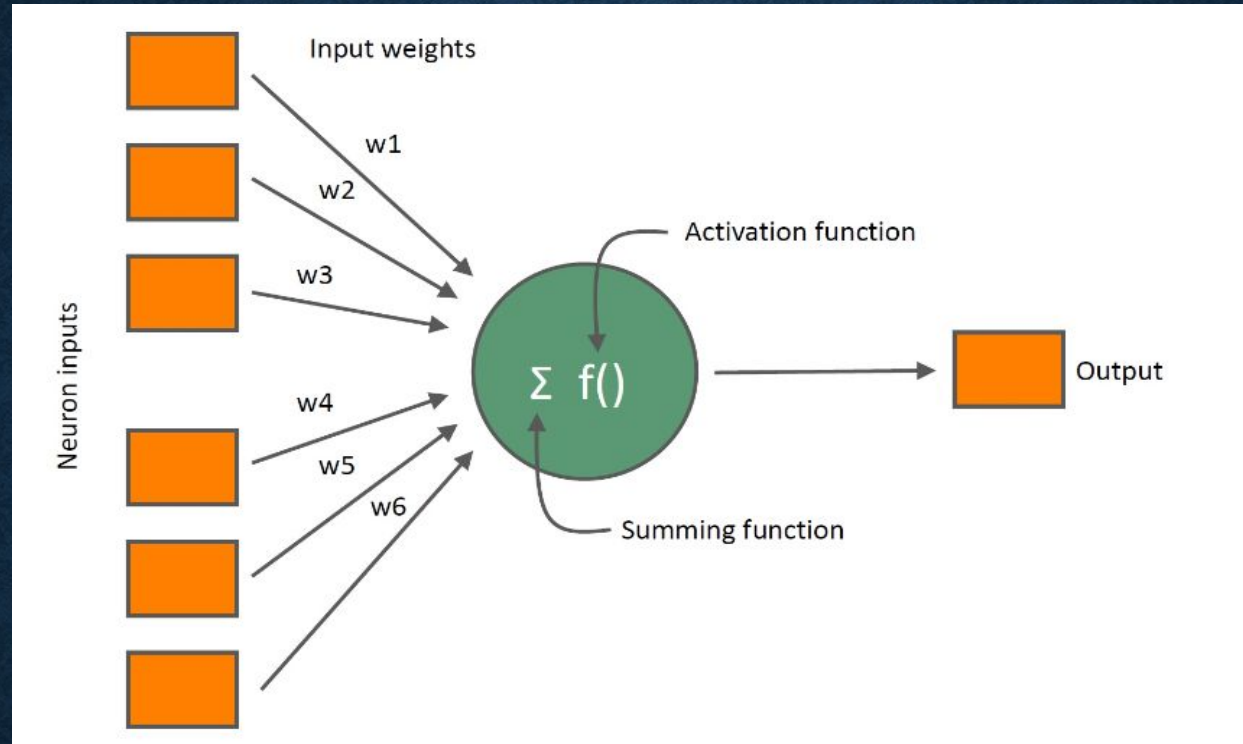 Input weights
w1
w2
w3
Neuron inputs
w4
w5
w6
Activation function
Σ f()
Summing function
Output